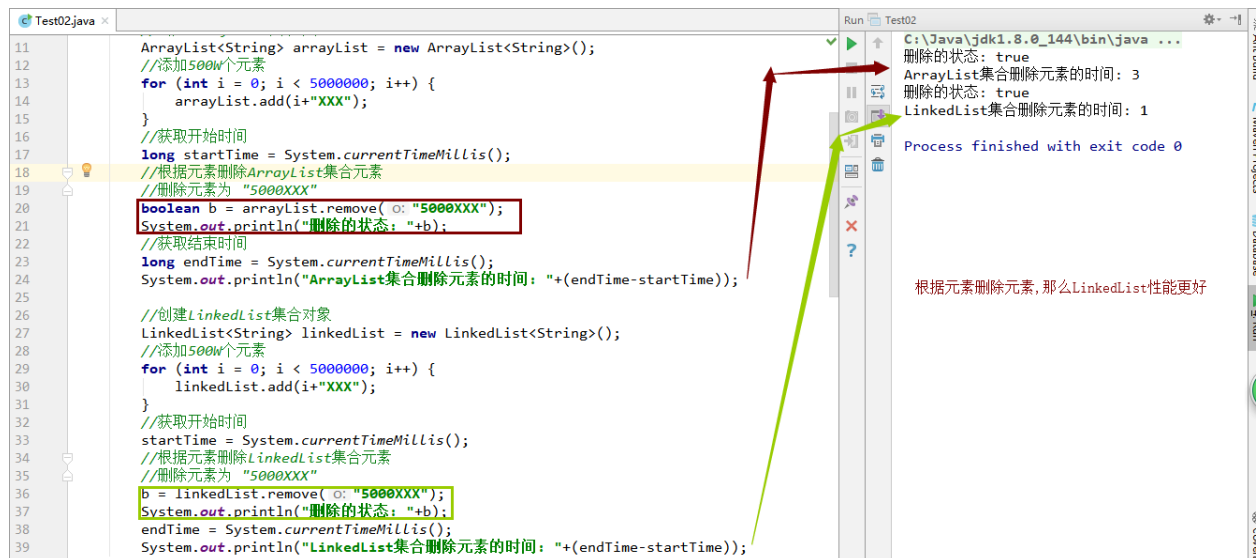 Test02.java
Run Test02
11 ArrayList<String> arrayList = new ArrayList<String>();
12 //添加500W个元素
13 for (int i = 0; i < 5000000; i++) {
14 arrayList.add(i+"XXX");
15 }
16 //获取开始时间
17 long startTime = System.currentTimeMillis();
18 //根据元素删除ArrayList集合元素
19 //删除元素为 "5000XXX"
20 boolean b = arrayList.remove( o: "5000XXX");
21 System.out.println("删除的状态: "+b);
22 //获取结束时间
23 long endTime = System.currentTimeMillis();
24 System.out.println("ArrayList集合删除元素的时间: "+(endTime-startTime));
25
26 //创建LinkedList集合对象
27 LinkedList<String> linkedList = new LinkedList<String>();
28 //添加500W个元素
29 for (int i = 0; i < 5000000; i++) {
30 linkedList.add(i+"XXX");
31 }
32 //获取开始时间
33 startTime = System.currentTimeMillis();
34 //根据元素删除LinkedList集合元素
35 //删除元素为 "5000XXX"
36 b = linkedList.remove( o: "5000XXX");
37 System.out.println("删除的状态: "+b);
38 endTime = System.currentTimeMillis();
39 System.out.println("LinkedList集合删除元素的时间: "+(endTime-startTime));
C:\Java\jdk1.8.0_144\bin\java ...
删除的状态: true
ArrayList集合删除元素的时间: 3
删除的状态: true
LinkedList集合删除元素的时间: 1
Process finished with exit code 0
根据元素删除元素,那么LinkedList性能更好